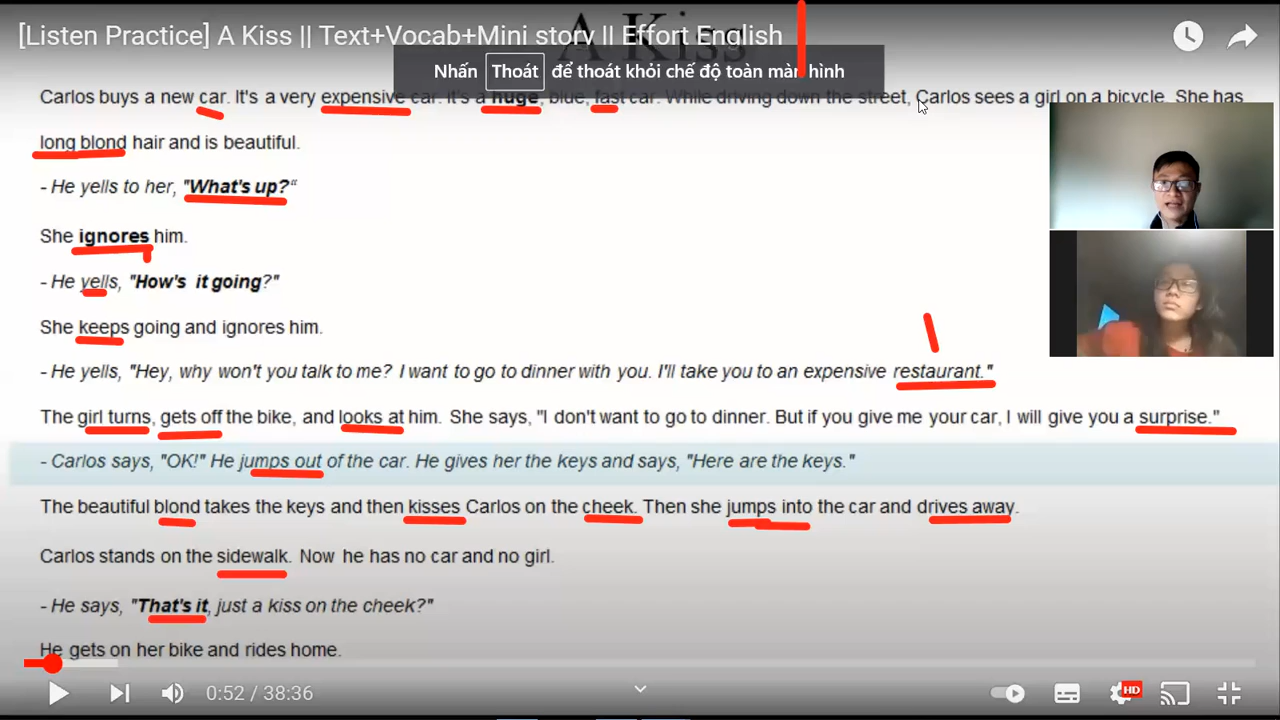 A Kiss
[Listen Practice] A Kiss || Text+Vocab+Mini story || Effort English
Nhấn Thoát để thoát khỏi chế độ toàn màn hình
Carlos buys a new car. It's a very expensive car. It's a huge, blue, fast car. While driving down the street, Carlos sees a girl on a bicycle. She has
long blond hair and is beautiful.
- He yells to her, "What's up?“
She ignores him.
- He yells, "How's it going?"
She keeps going and ignores him.
- He yells, "Hey, why won't you talk to me? I want to go to dinner with you. I'll take you to an expensive restaurant."
The girl turns, gets off the bike, and looks at him. She says, "I don't want to go to dinner. But if you give me your car, I will give you a surprise."
- Carlos says, "OK!" He jumps out of the car. He gives her the keys and says, "Here are the keys."
The beautiful blond takes the keys and then kisses Carlos on the cheek. Then she jumps into the car and drives away.
Carlos stands on the sidewalk. Now he has no car and no girl.
- He says, "That's it, just a kiss on the cheek?"
He gets on her bike and rides home.
0:52 / 38:36
HD